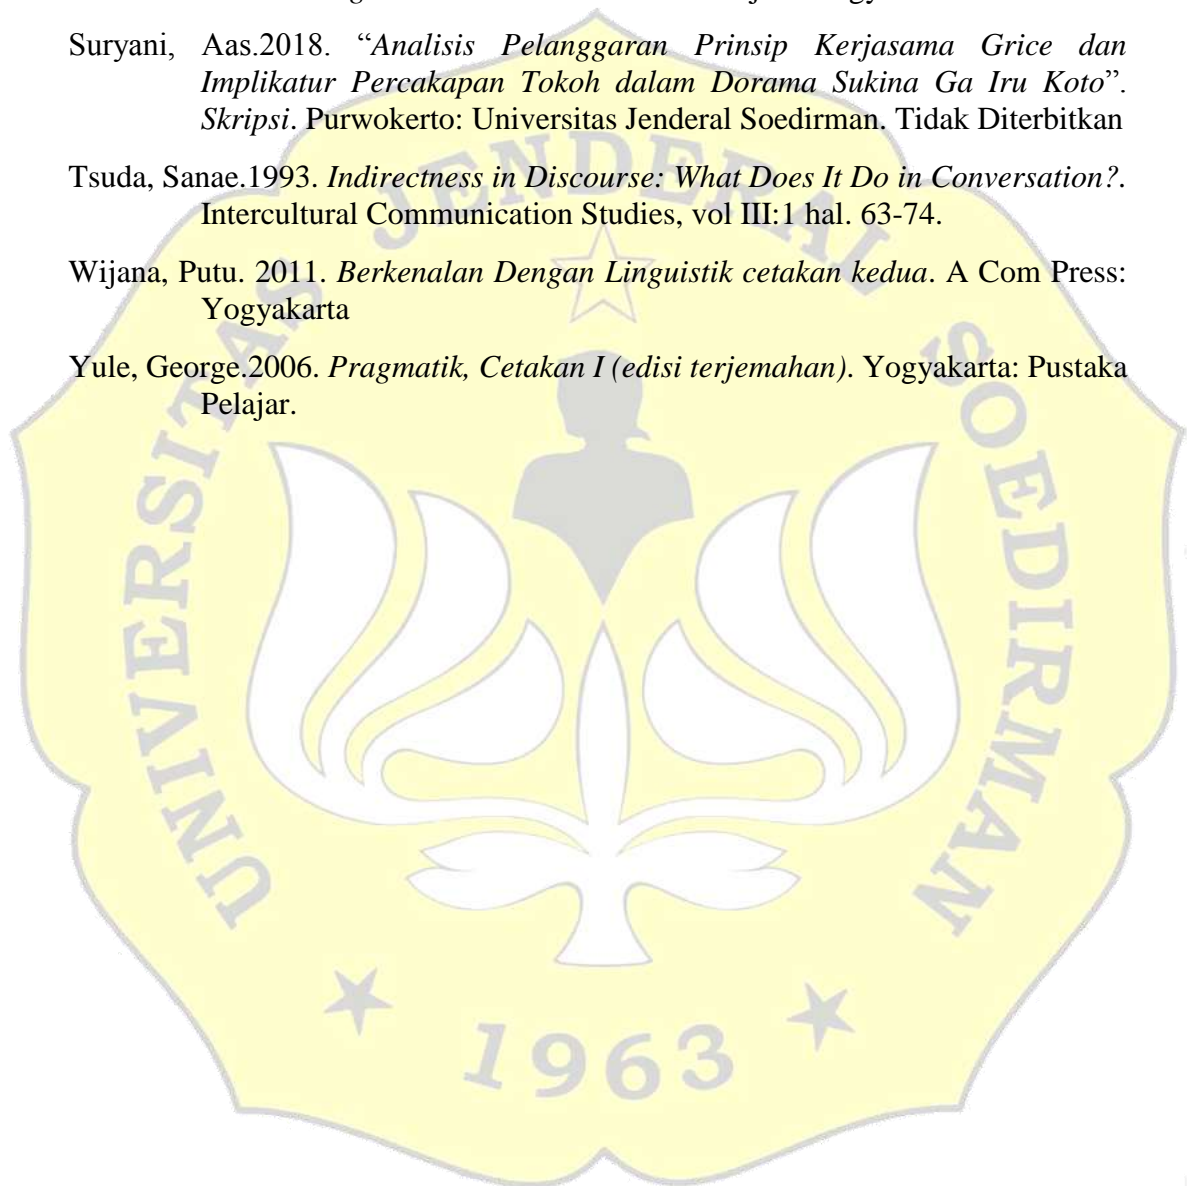 Suryani, Aas.2018. “Analisis Pelanggaran Prinsip Kerjasama Grice dan
Implikatur Percakapan Tokoh dalam Dorama Sukina Ga Iru Koto”.
Skripsi. Purwokerto: Universitas Jenderal Soedirman. Tidak Diterbitkan
Tsuda, Sanae.1993. Indirectness in Discourse: What Does It Do in Conversation?.
Intercultural Communication Studies, vol III:1 hal. 63-74.
Wijana, Putu. 2011. Berkenalan Dengan Linguistik cetakan kedua. A Com Press:
Yogyakarta
Yule, George.2006. Pragmatik, Cetakan I (edisi terjemahan). Yogyakarta: Pustaka
Pelajar.
UNIVERSITAS JENDERAL SOEDIRMAN
1963